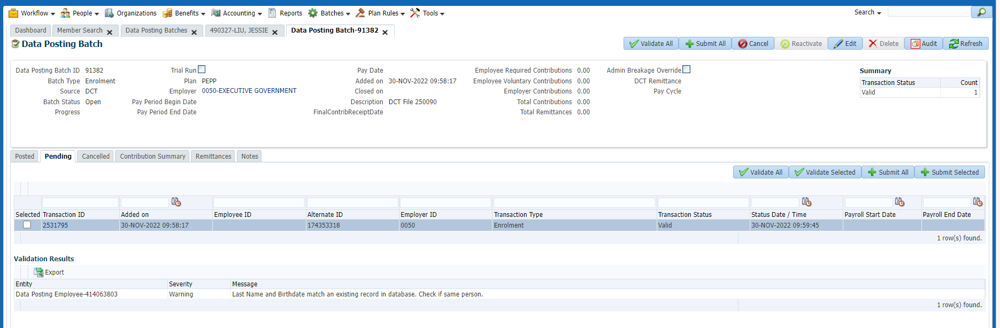 Workflow People Organizations Benefits Accounting Reports Batches Plan Rules Tools Search
Dashboard Member Search Data Posting Batches 490327-LIU, JESSIE Data Posting Batch-91382
Data Posting Batch Validate All Submit All Cancel Reactivate Edit Delete Audit Refresh
Data Posting Batch ID 91382 Trial Run Pay Date Employee Required Contributions 0.00 Admin Breakage Override Summary
Batch Type Enrolment Plan PEPP Added on 30-NOV-2022 09:58:17 Employee Voluntary Contributions 0.00 DCT Remittance Transaction Status Count
Source DCT Employer 0050-EXECUTIVE GOVERNMENT Closed on Employer Contributions 0.00 Pay Cycle Valid 1
Batch Status Open Pay Period Begin Date Description DCT File 250090 Total Contributions 0.00
Progress Pay Period End Date FinalContribReceiptDate Total Remittances 0.00
Posted Pending Cancelled Contribution Summary Remittances Notes
Validate All Validate Selected Submit All Submit Selected
Selected Transaction ID Added on Employee ID Alternate ID Employer ID Transaction Type Transaction Status Status Date / Time Payroll Start Date Payroll End Date
2531795 30-NOV-2022 09:58:17 174353318 0050 Enrolment Valid 30-NOV-2022 09:59:45
1 row(s) found.
Validation Results
Export
Entity Severity Message
Data Posting Employee-414063803 Warning Last Name and Birthdate match an existing record in database. Check if same person.
1 row(s) found.